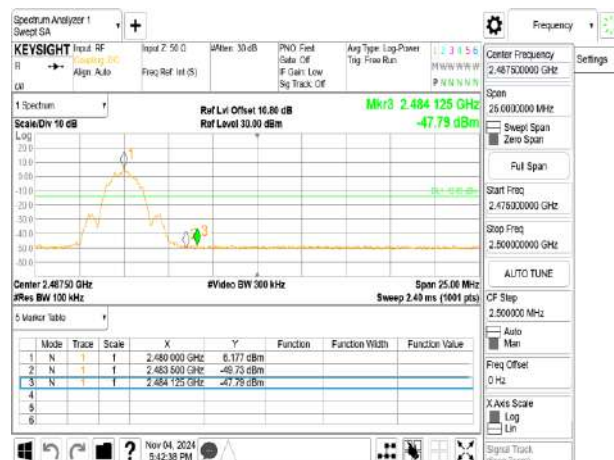 Spectrum Analyzer 1
Swept SA
Frequency
KEYSIGHT
Input: RF
Align: Auto
Input Z: 50 Ω
Freq Ref: Int (S)
#Atten: 30 dB
PNO: Fast
Gate: Off
IF Gain: Low
Sig Track: Off
Avg Type: Log-Power
Trig: Free Run
1 2 3 4 5 6
M W W W W W
P N N N N N
1 Spectrum
Scale/Div 10 dB
Ref Lvl Offset 10.80 dB
Ref Level 30.00 dBm
Mkr3 2.484 125 GHz
-47.79 dBm
Log
20.0
10.0
0.00
-10.0
-20.0
-30.0
-40.0
-50.0
-60.0
1
3
Center 2.48750 GHz
#Res BW 100 kHz
#Video BW 300 kHz
Span 25.00 MHz
Sweep 2.40 ms (1001 pts)
5 Marker Table
Mode Trace Scale X Y Function Function Width Function Value
1 N 1 f 2.480 000 GHz 6.177 dBm
2 N 1 f 2.483 500 GHz -49.73 dBm
3 N 1 f 2.484 125 GHz -47.79 dBm
4
5
6
Nov 04, 2024
5:42:38 PM
Center Frequency
2.487500000 GHz
Settings
Span
25.0000000 MHz
Swept Span
Zero Span
Full Span
Start Freq
2.475000000 GHz
Stop Freq
2.500000000 GHz
AUTO TUNE
CF Step
2.500000 MHz
Auto
Man
Freq Offset
0 Hz
X Axis Scale
Log
Lin
Signal Track